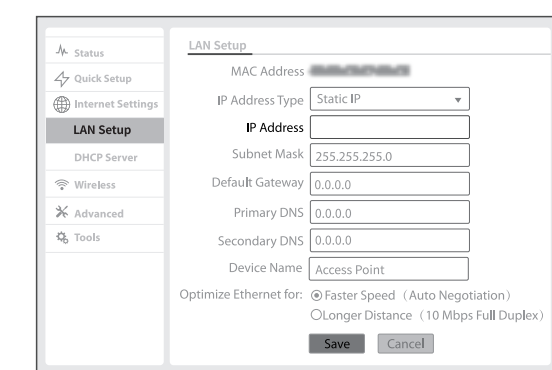 Status
Quick Setup
Internet Settings
LAN Setup
DHCP Server
Wireless
Advanced
Tools
LAN Setup
MAC Address
IP Address Type Static IP
IP Address
Subnet Mask 255.255.255.0
Default Gateway 0.0.0.0
Primary DNS 0.0.0.0
Secondary DNS 0.0.0.0
Device Name Access Point
Optimize Ethernet for: Faster Speed (Auto Negotiation)
Longer Distance (10 Mbps Full Duplex)
Save Cancel